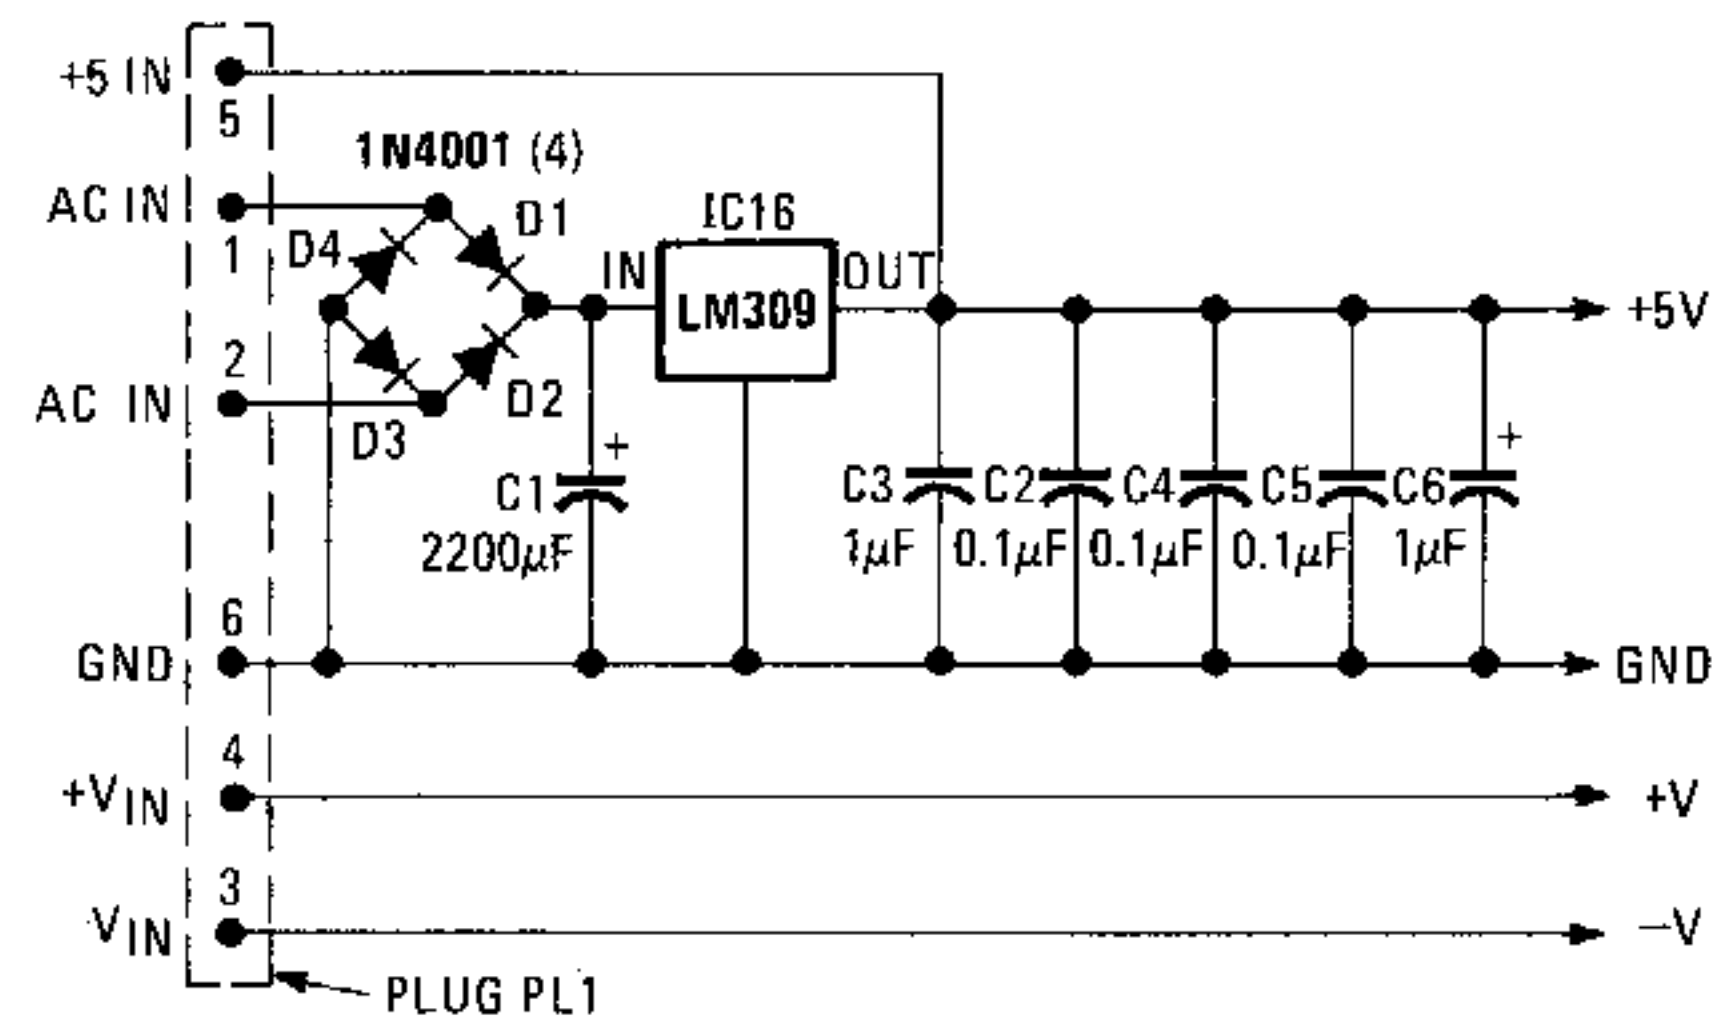 +5 IN
5
1N4001 (4)
AC IN
1
D4
D1
IC16
IN
LM309
OUT
+5V
2
AC IN
D3
D2
+
C1
2200µF
C3
1µF
C2
0.1µF
C4
0.1µF
C5
0.1µF
+
C6
1µF
6
GND
GND
4
+VIN
+V
3
-VIN
−V
PLUG PL1